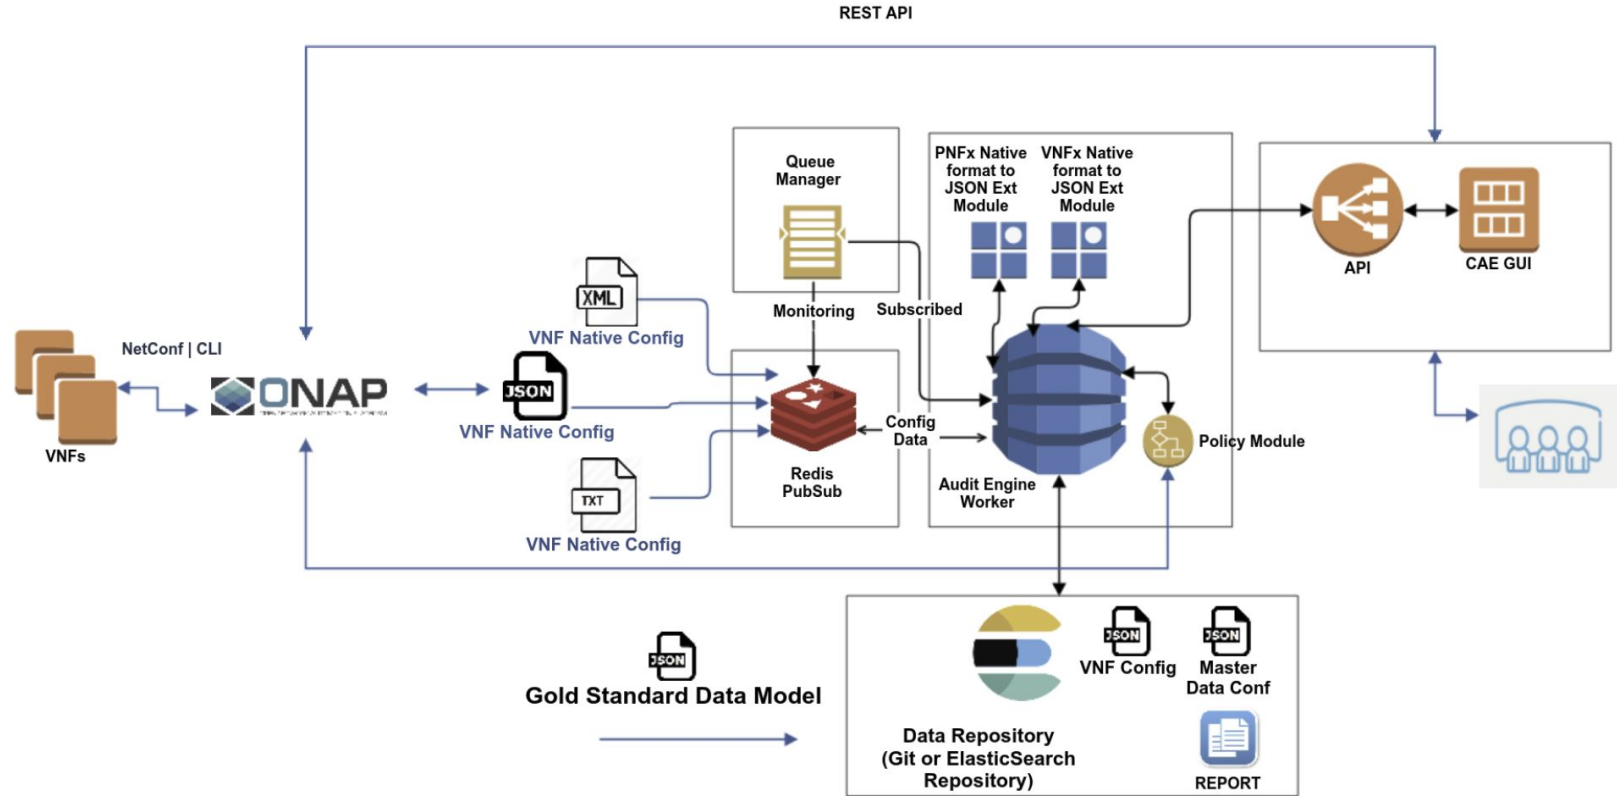 REST API
Queue
Manager
PNFx Native
format to
JSON Ext
Module
VNFx Native
format to
JSON Ext
Module
API
CAE GUI
XML
VNF Native Config
Monitoring
Subscribed
NetConf | CLI
ONAP
VNFs
JSON
VNF Native Config
TXT
VNF Native Config
Redis
PubSub
Config
Data
Audit Engine
Worker
Policy Module
JSON
Gold Standard Data Model
Data Repository
(Git or ElasticSearch
Repository)
JSON
VNF Config
JSON
Master
Data Conf
REPORT